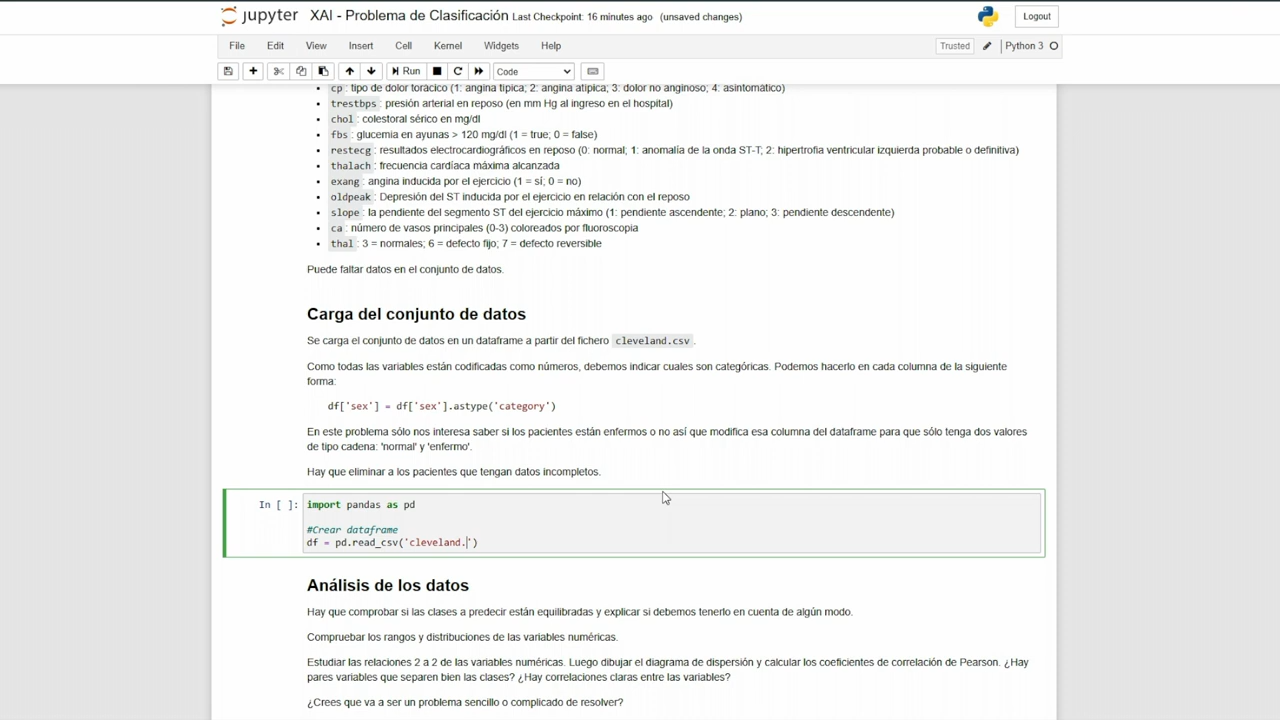 jupyter XAI - Problema de Clasificación Last Checkpoint: 16 minutes ago (unsaved changes) Logout
File Edit View Insert Cell Kernel Widgets Help Trusted Python 3
Run Code
cp: tipo de dolor torácico (1: angina típica; 2: angina atípica; 3: dolor no anginoso; 4: asintomático)
trestbps: presión arterial en reposo (en mm Hg al ingreso en el hospital)
chol: colestoral sérico en mg/dl
fbs: glucemia en ayunas > 120 mg/dl (1 = true; 0 = false)
restecg: resultados electrocardiográficos en reposo (0: normal; 1: anomalía de la onda ST-T; 2: hipertrofia ventricular izquierda probable o definitiva)
thalach: frecuencia cardíaca máxima alcanzada
exang: angina inducida por el ejercicio (1 = sí; 0 = no)
oldpeak: Depresión del ST inducida por el ejercicio en relación con el reposo
slope: la pendiente del segmento ST del ejercicio máximo (1: pendiente ascendente; 2: plano; 3: pendiente descendente)
ca: número de vasos principales (0-3) coloreados por fluoroscopia
thal: 3 = normales; 6 = defecto fijo; 7 = defecto reversible
Puede faltar datos en el conjunto de datos.
Carga del conjunto de datos
Se carga el conjunto de datos en un dataframe a partir del fichero cleveland.csv.
Como todas las variables están codificadas como números, debemos indicar cuales son categóricas. Podemos hacerlo en cada columna de la siguiente
forma:
df['sex'] = df['sex'].astype('category')
En este problema sólo nos interesa saber si los pacientes están enfermos o no así que modifica esa columna del dataframe para que sólo tenga dos valores
de tipo cadena: 'normal' y 'enfermo'.
Hay que eliminar a los pacientes que tengan datos incompletos.
In [ ]: import pandas as pd
#Crear dataframe
df = pd.read_csv('cleveland.')
Análisis de los datos
Hay que comprobar si las clases a predecir están equilibradas y explicar si debemos tenerlo en cuenta de algún modo.
Compruebar los rangos y distribuciones de las variables numéricas.
Estudiar las relaciones 2 a 2 de las variables numéricas. Luego dibujar el diagrama de dispersión y calcular los coeficientes de correlación de Pearson. ¿Hay
pares variables que separen bien las clases? ¿Hay correlaciones claras entre las variables?
¿Crees que va a ser un problema sencillo o complicado de resolver?